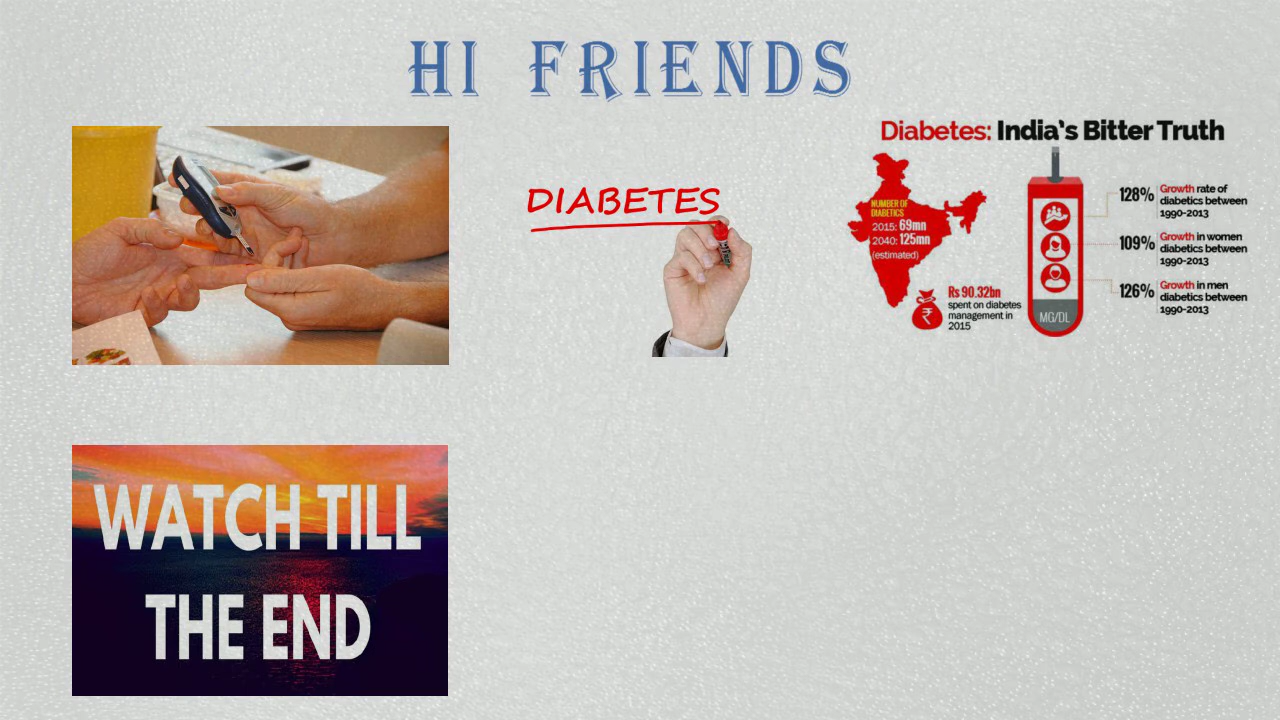 HI FRIENDS
DIABETES
Diabetes: India's Bitter Truth
NUMBER OF
DIABETICS
2015: 69mn
2040: 125mn
(estimated)
Rs 90.32bn
spent on diabetes
management in
2015
MG/DL
128% Growth rate of
diabetics between
1990-2013
109% Growth in women
diabetics between
1990-2013
126% Growth in men
diabetics between
1990-2013
WATCH TILL
THE END